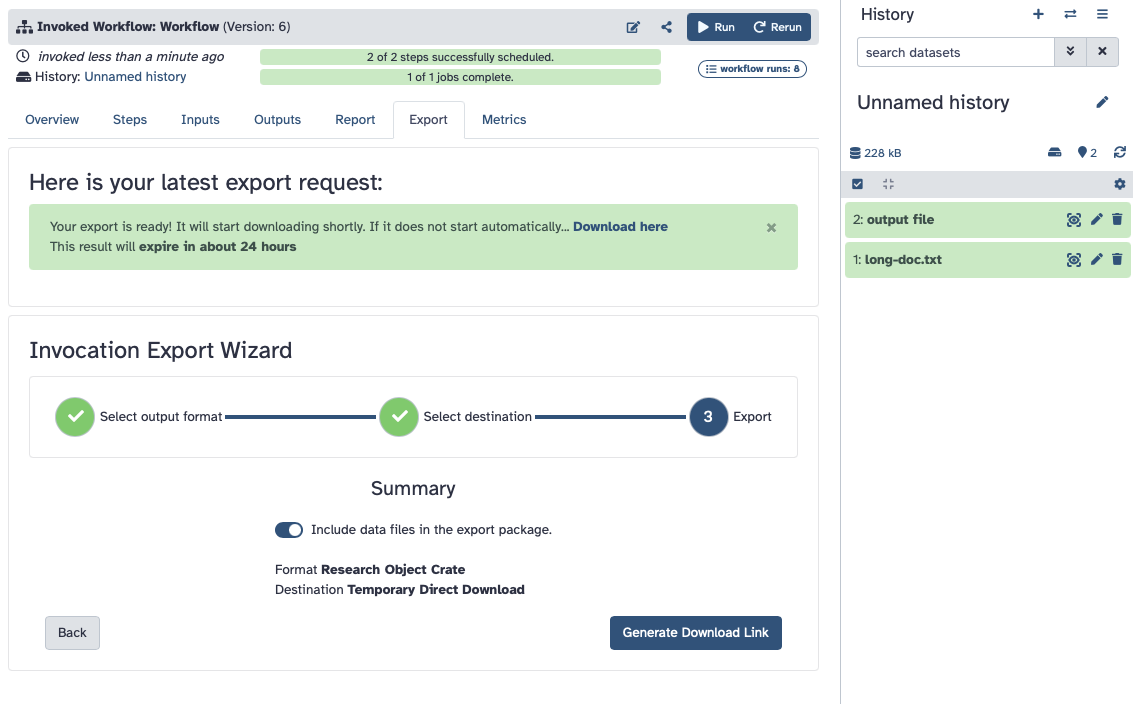 Invoked Workflow: Workflow (Version: 6)
Run
Rerun
invoked less than a minute ago
2 of 2 steps successfully scheduled.
History: Unnamed history
1 of 1 jobs complete.
workflow runs: 8
Overview
Steps
Inputs
Outputs
Report
Export
Metrics
Here is your latest export request:
Your export is ready! It will start downloading shortly. If it does not start automatically... Download here
This result will expire in about 24 hours
Invocation Export Wizard
Select output format
Select destination
3
Export
Summary
Include data files in the export package.
Format Research Object Crate
Destination Temporary Direct Download
Back
Generate Download Link
History
search datasets
Unnamed history
228 kB
2
2: output file
1: long-doc.txt